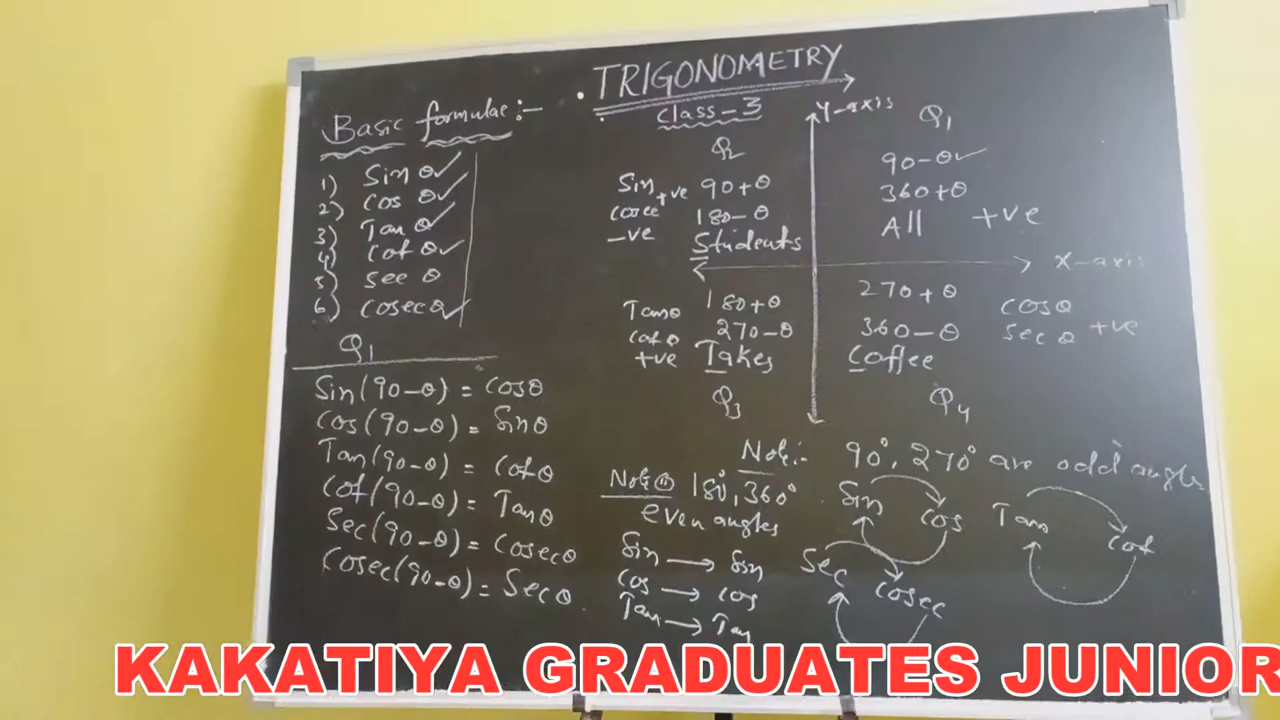 TRIGONOMETRY
class-3
Basic formulae:-
1) Sin θ ✓
2) Cos θ ✓
3) Tan θ ✓
4) Cot θ ✓
5) Sec θ
6) Cosec θ ✓
Q1
Sin(90-θ) = Cosθ
Cos(90-θ) = Sinθ
Tan(90-θ) = Cotθ
Cot(90-θ) = Tanθ
Sec(90-θ) = Cosecθ
Cosec(90-θ) = Secθ
Y-axis
X-axis
Q2
Sin +ve 90+θ
cosec 180-θ
-ve
Students
Q1
90-θ ✓
360+θ
All +ve
Tanθ 180+θ
Cotθ 270-θ
+ve Takes
Q3
270+θ Cosθ
360-θ Secθ +ve
Coffee
Q4
Note:- 90°, 270° are odd angles
Sin Cos Tan Cot
Sec Cosec
Note 180°, 360°
even angles
Sin → Sin
Cos → Cos
Tan → Tan
KAKATIYA GRADUATES JUNIOR